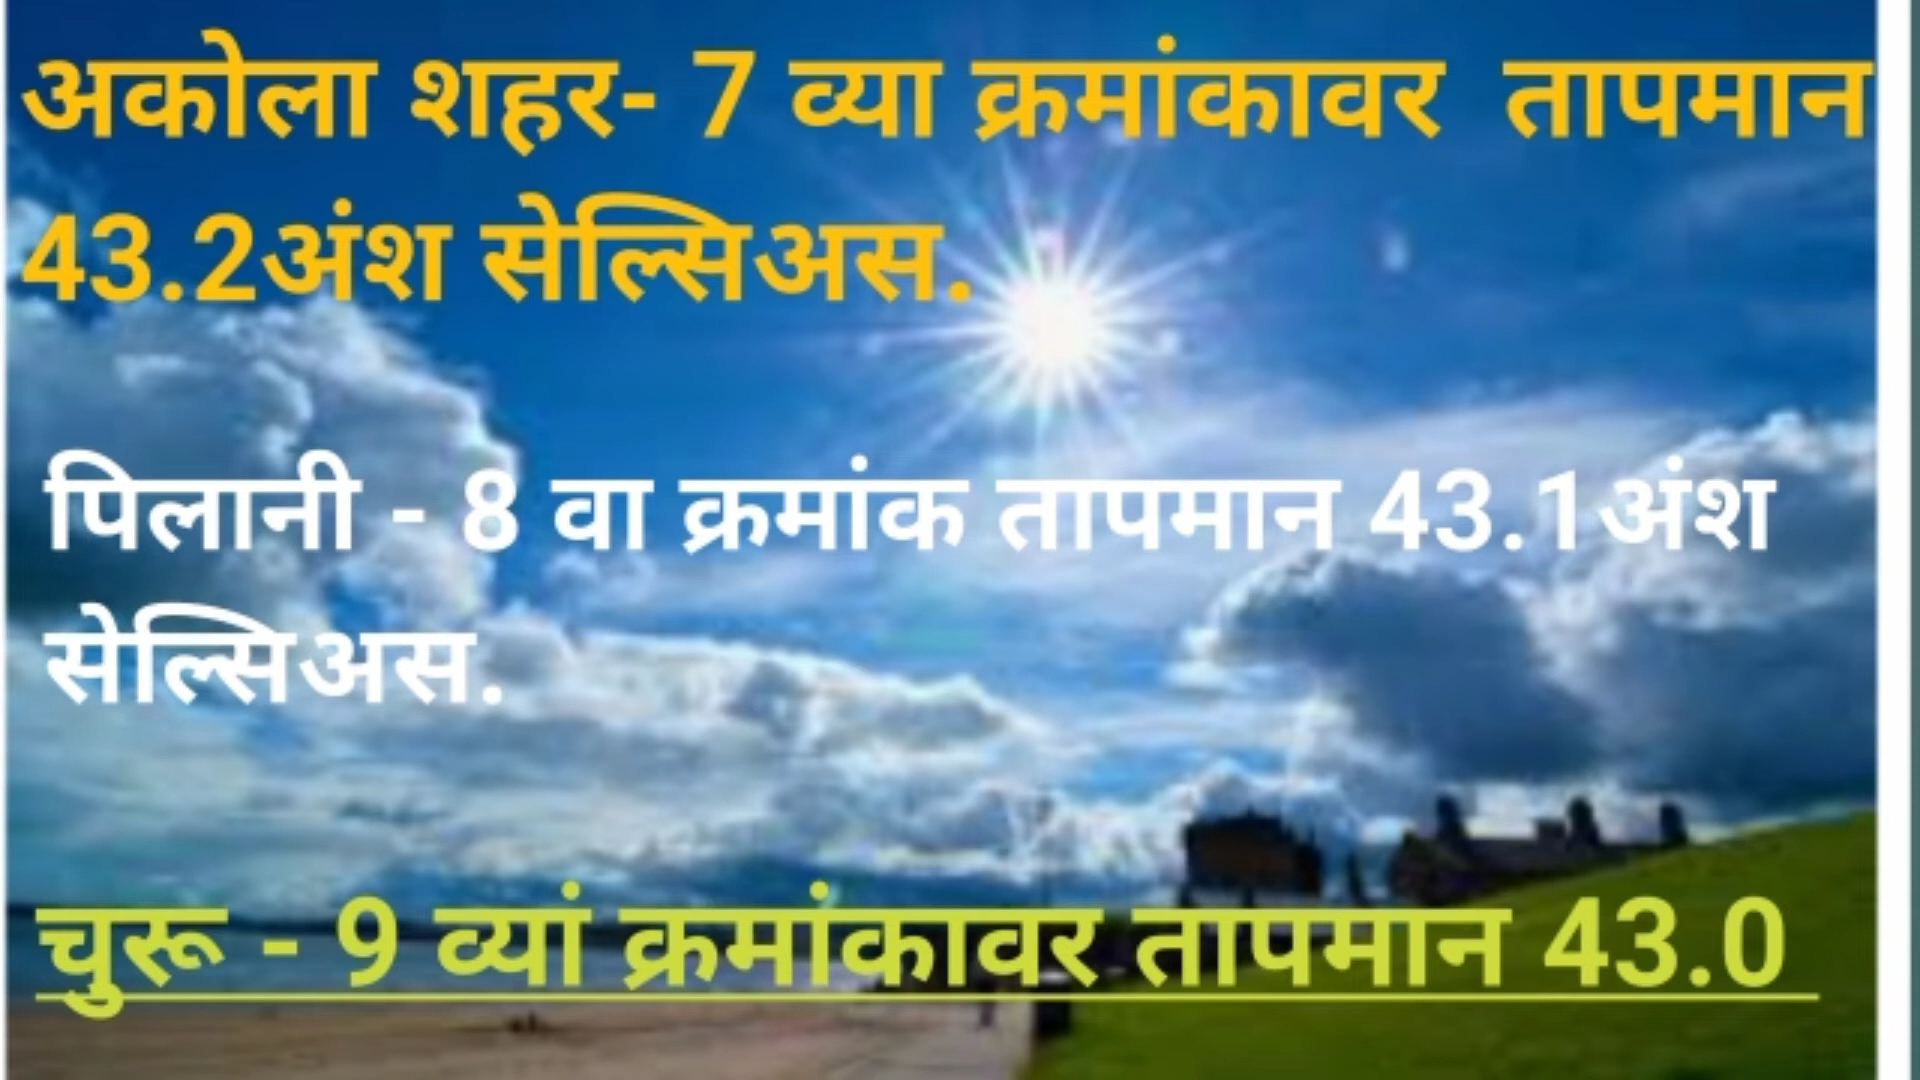 अकोला शहर- 7 व्या क्रमांकावर तापमान
43.2अंश सेल्सिअस.
पिलानी - 8 वा क्रमांक तापमान 43.1अंश
सेल्सिअस.
चुरू - 9 व्यां क्रमांकावर तापमान 43.0